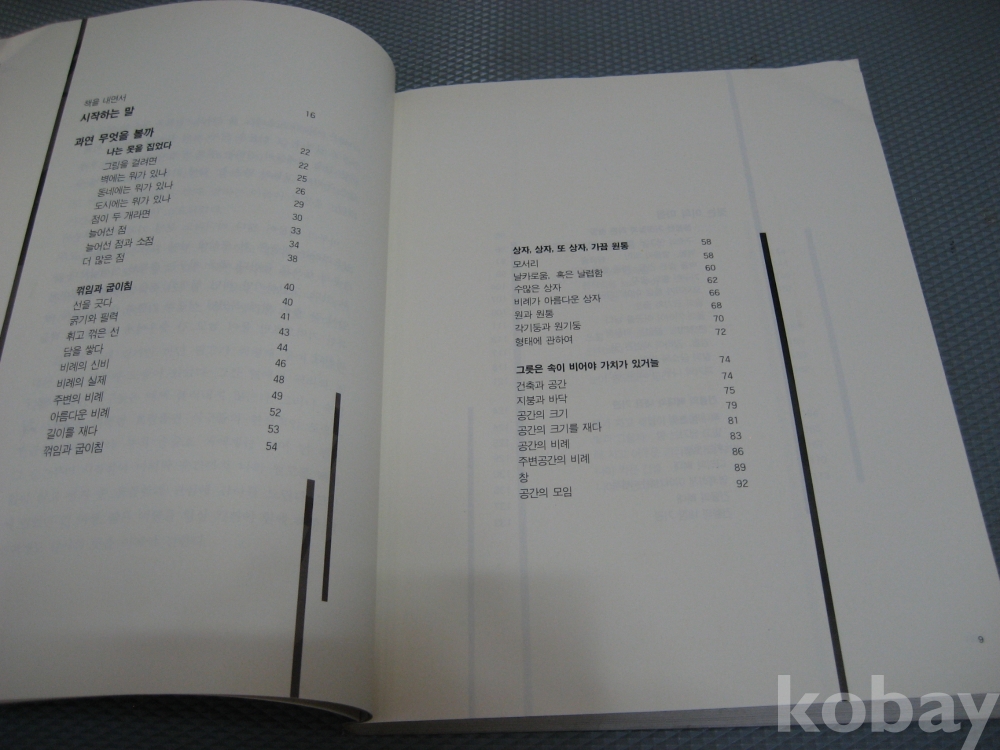 책을 내면서
시작하는 말 16
과연 무엇을 볼까
나는 못을 집었다 22
그림을 걸려면 22
벽에는 뭐가 있나 25
동네에는 뭐가 있나 26
도시에는 뭐가 있나 29
점이 두 개라면 30
늘어선 점 33
늘어선 점과 소점 34
더 많은 점 38
꺾임과 굽이침 40
선을 긋다 40
굵기와 필력 41
휘고 꺾은 선 43
담을 쌓다 44
비례의 신비 46
비례의 실제 48
주변의 비례 49
아름다운 비례 52
길이를 재다 53
꺾임과 굽이침 54
상자, 상자, 또 상자, 가끔 원통 58
모서리 58
날카로움, 혹은 날렵함 60
수많은 상자 62
비례가 아름다운 상자 66
원과 원통 68
각기둥과 원기둥 70
형태에 관하여 72
그릇은 속이 비어야 가치가 있거늘 74
건축과 공간 74
지붕과 바닥 75
공간의 크기 79
공간의 크기를 재다 81
공간의 비례 83
주변공간의 비례 86
창 89
공간의 모임 92
9
kobay